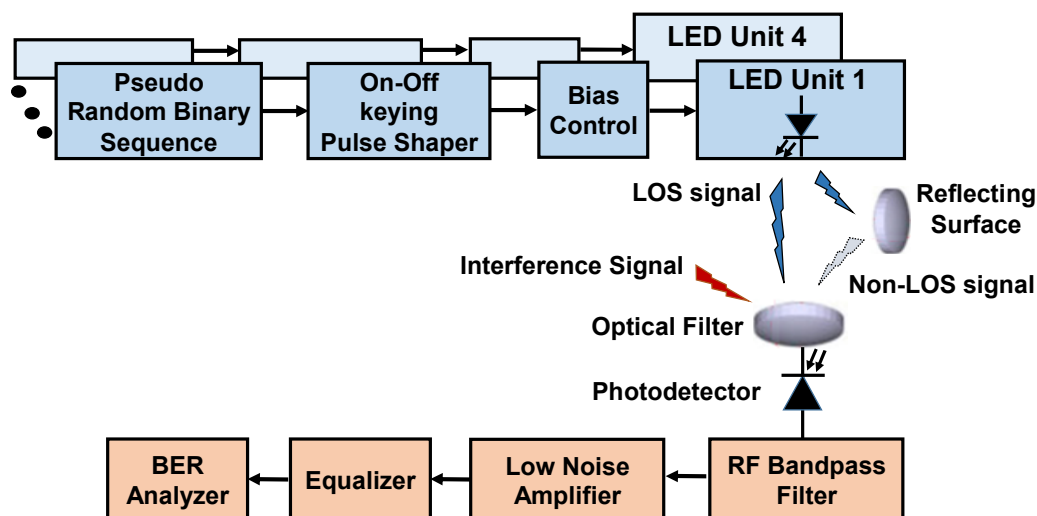 LED Unit 4
Pseudo
Random Binary
Sequence
On-Off
keying
Pulse Shaper
Bias
Control
LED Unit 1
LOS signal
Reflecting
Surface
Interference Signal
Non-LOS signal
Optical Filter
Photodetector
BER
Analyzer
Equalizer
Low Noise
Amplifier
RF Bandpass
Filter